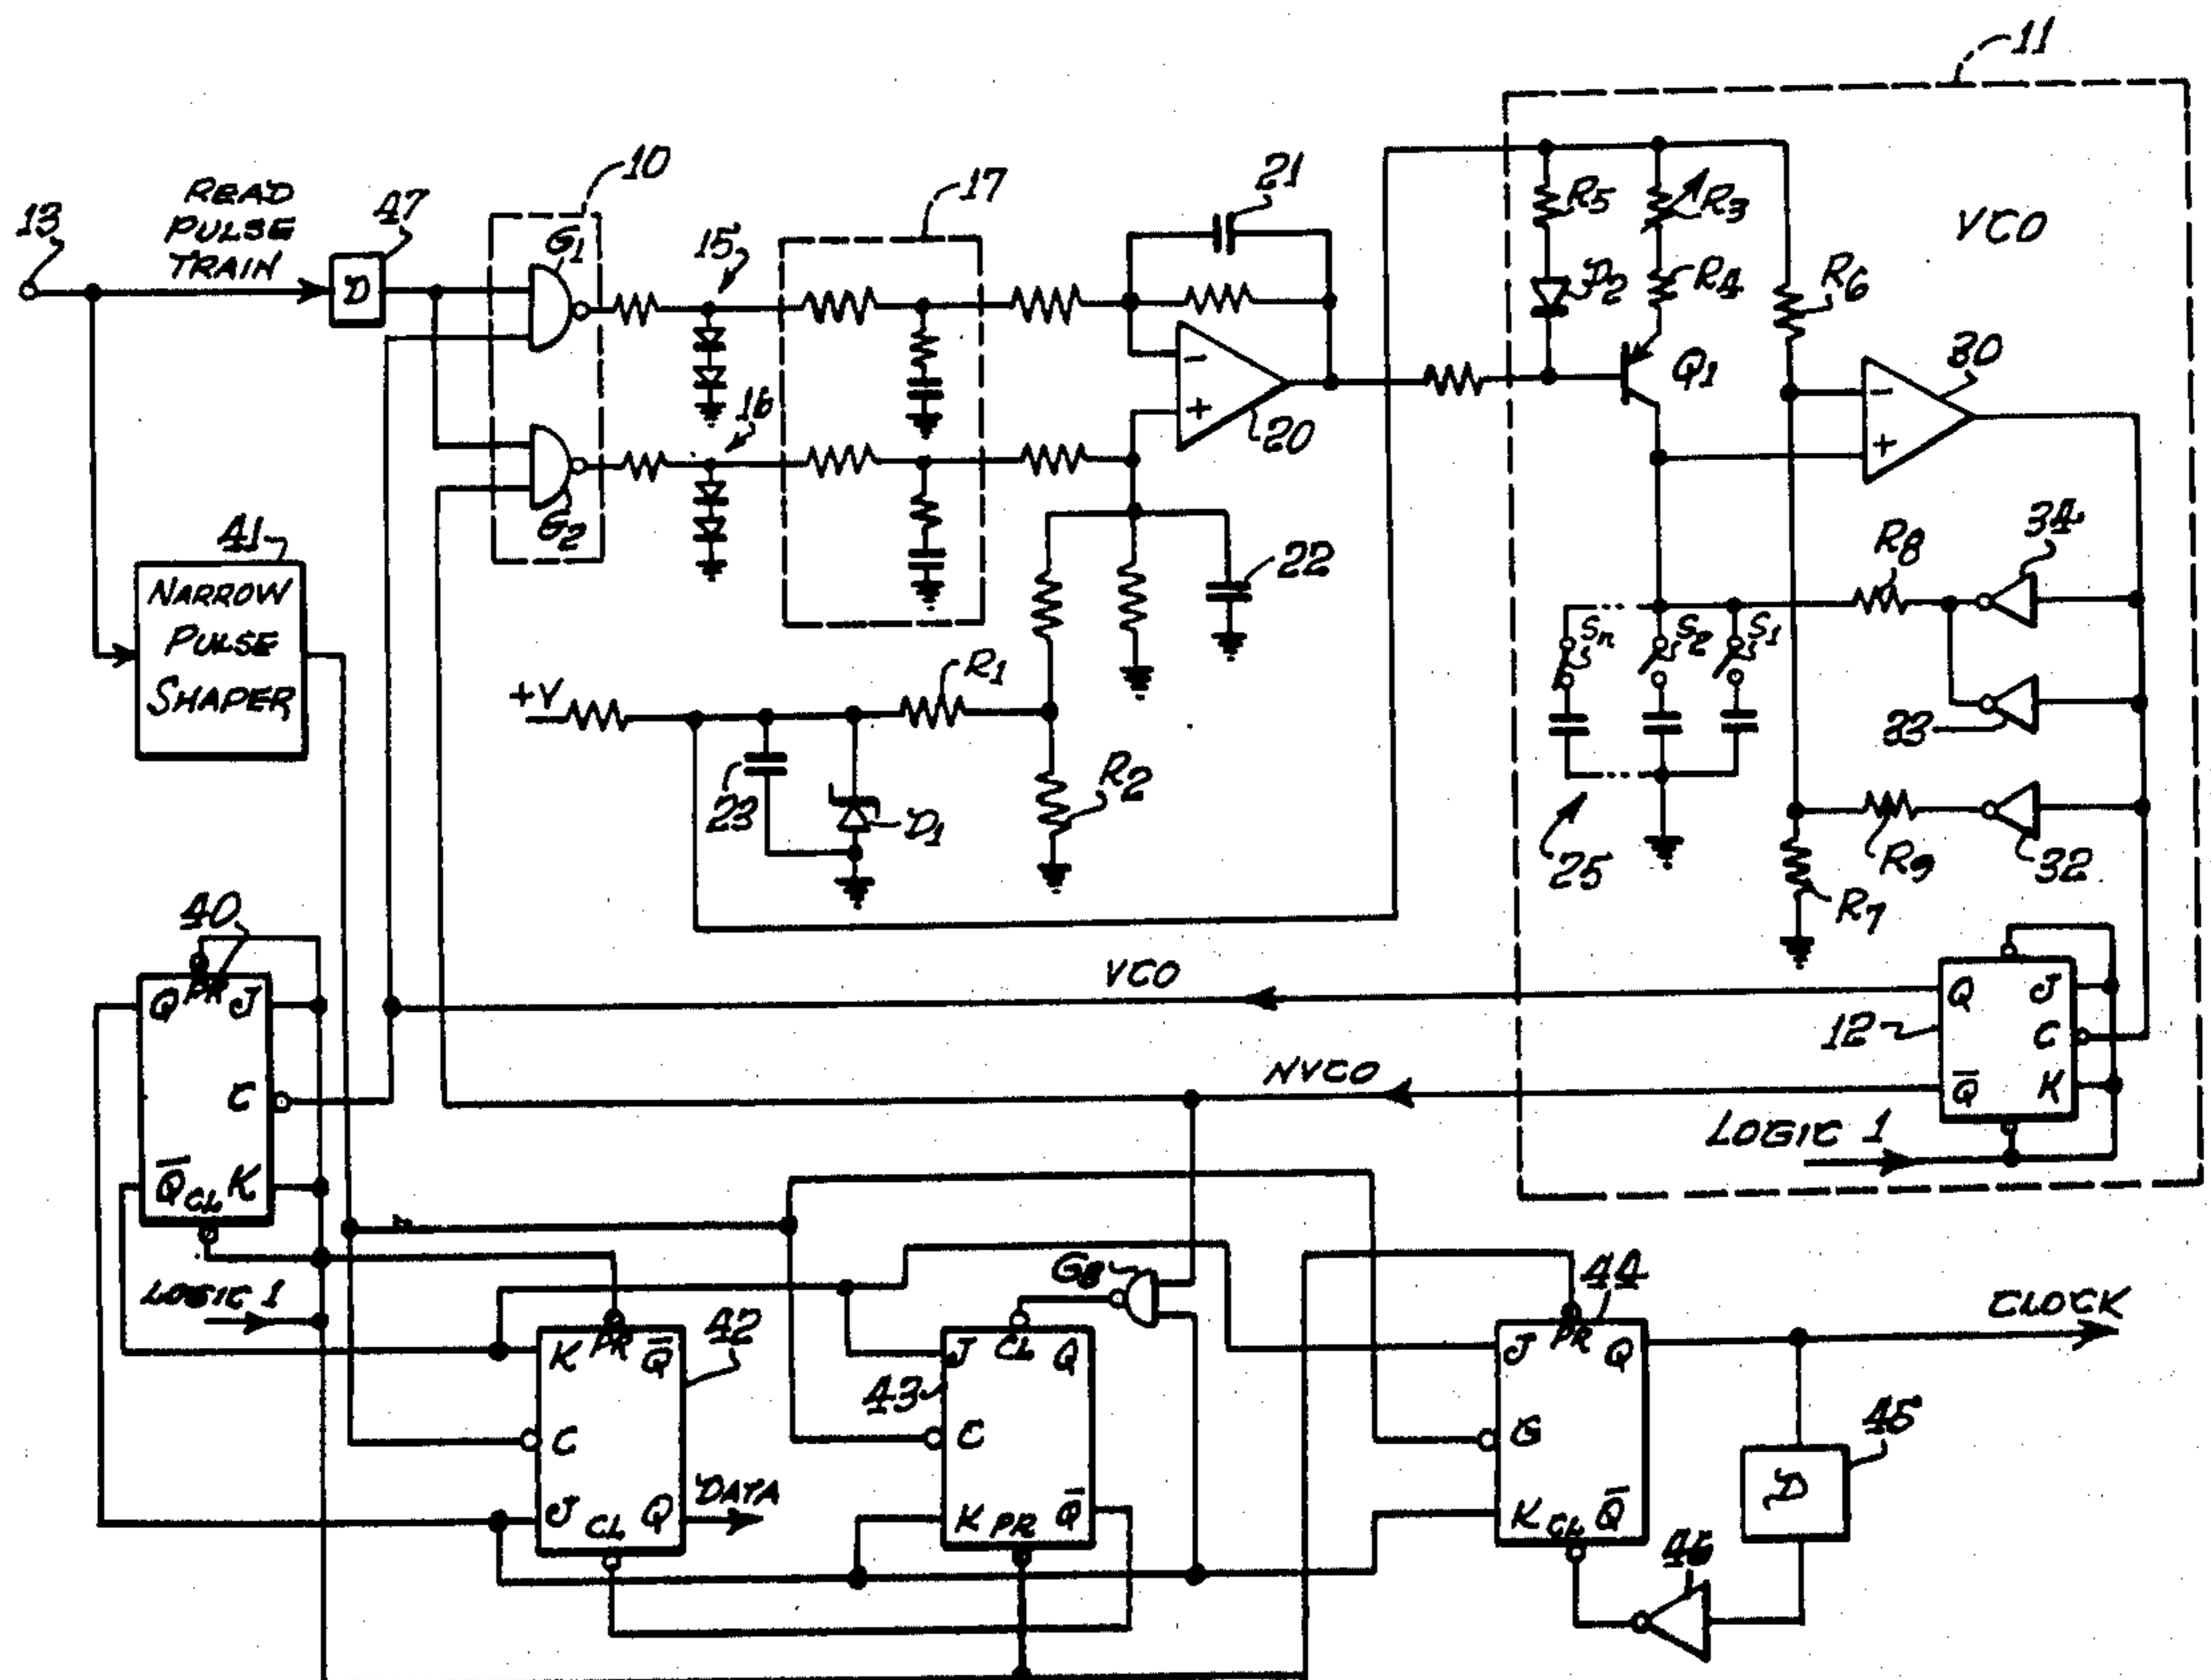 11
10
17
21
13
READ
PULSE
TRAIN
47
D
G1
15
R5
R3
VCO
D2
R4
R6
Q1
30
-
+
20
-
+
16
G2
41
NARROW
PULSE
SHAPER
22
R8
34
Sn
S2
S1
33
+V
R1
23
D1
R2
25
R9
32
R7
40
Q
PR
J
C
Q̅
CL
K
VCO
NVCO
12
Q
J
C
Q̅
K
LOGIC 1
LOGIC 1
42
K
PR
Q̅
C
J
CL
Q
DATA
43
J
CL
Q
C
K
PR
Q̅
44
J
PR
Q
G
K
CL
Q̅
CLOCK
45
D
46